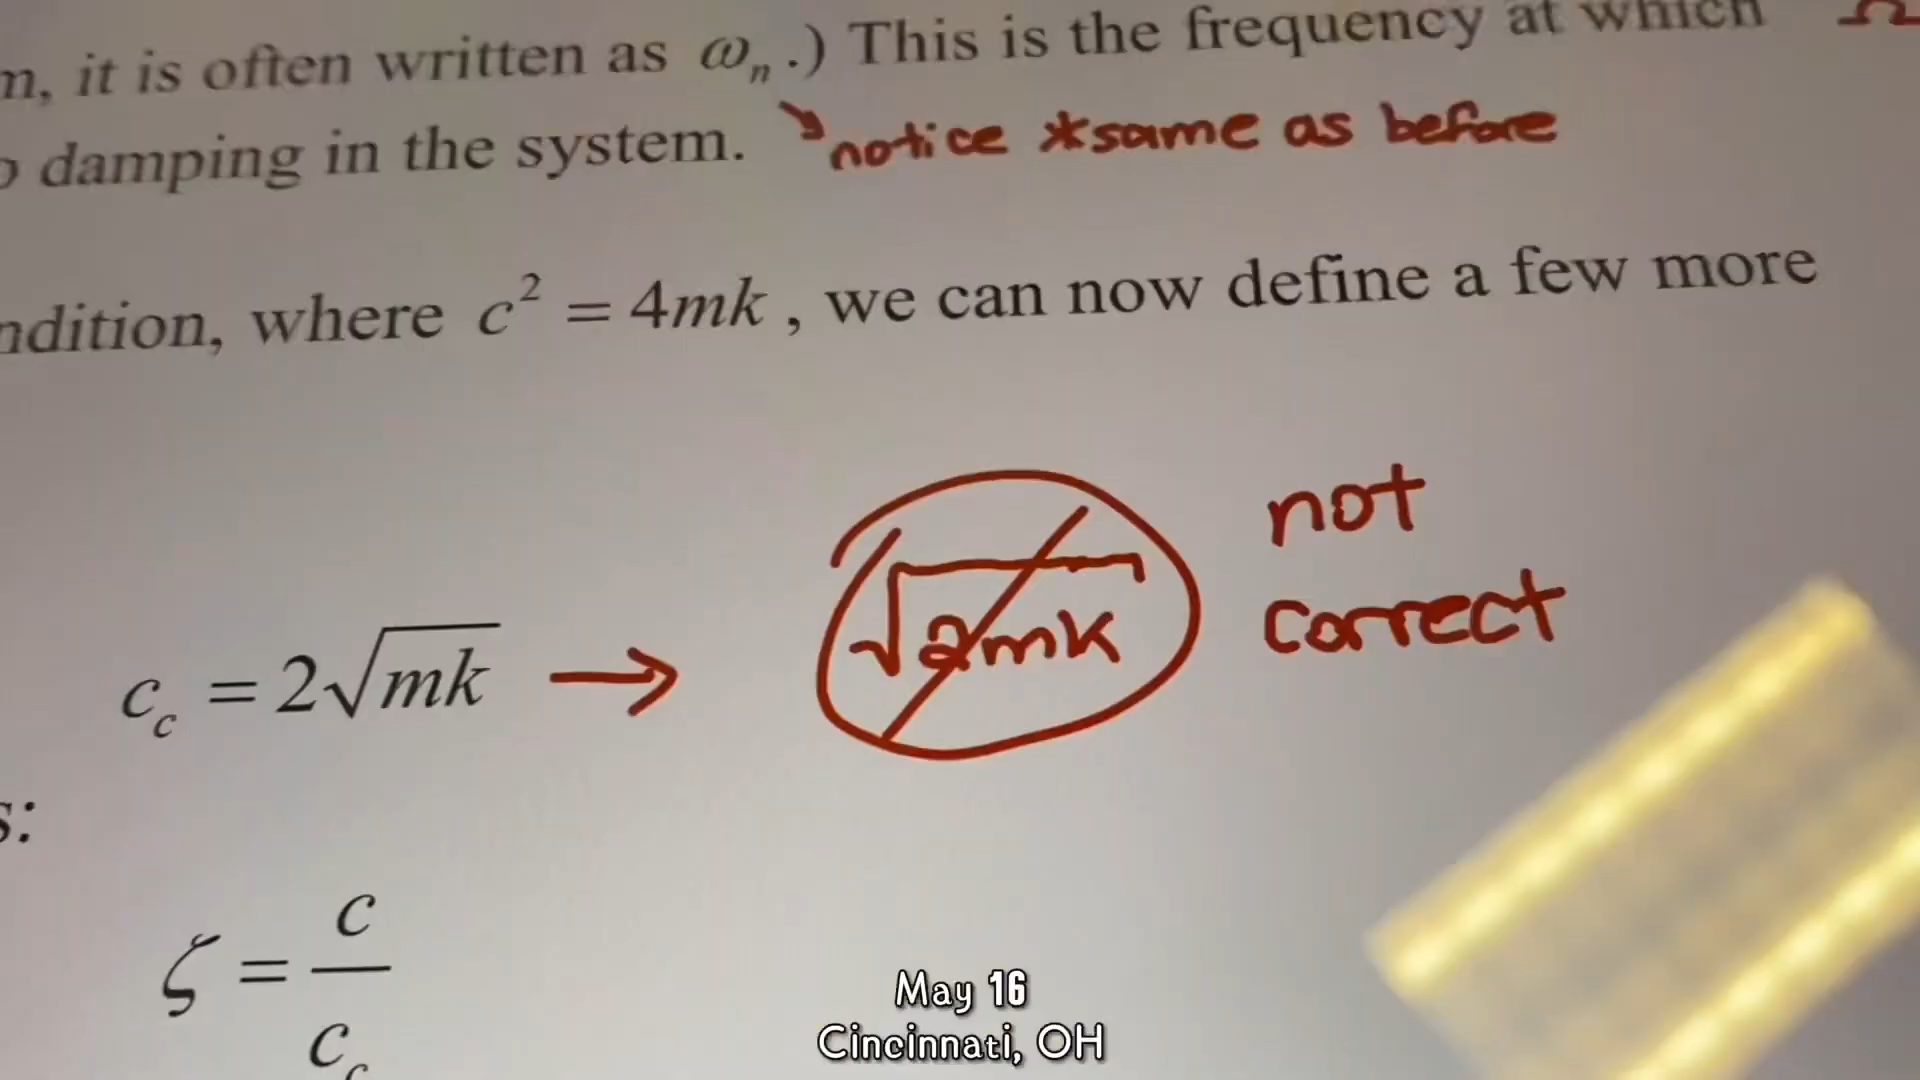 m, it is often written as ωₙ.) This is the frequency at which
damping in the system. notice *same as before
ndition, where c² = 4mk, we can now define a few more
not
c_c = 2√mk → √2mk correct
s:
ζ = c / c_c
May 16
Cincinnati, OH